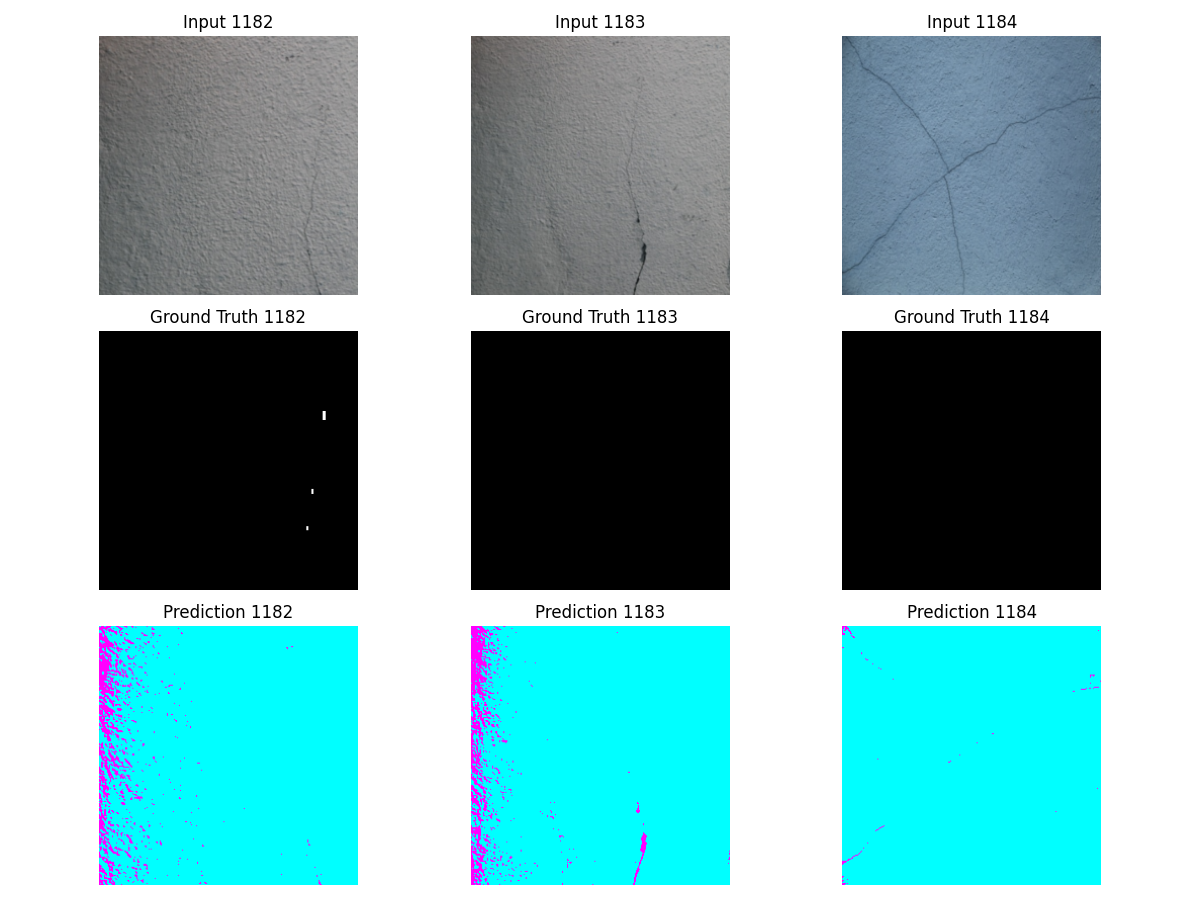 Input 1182
Input 1183
Input 1184
Ground Truth 1182
Ground Truth 1183
Ground Truth 1184
Prediction 1182
Prediction 1183
Prediction 1184